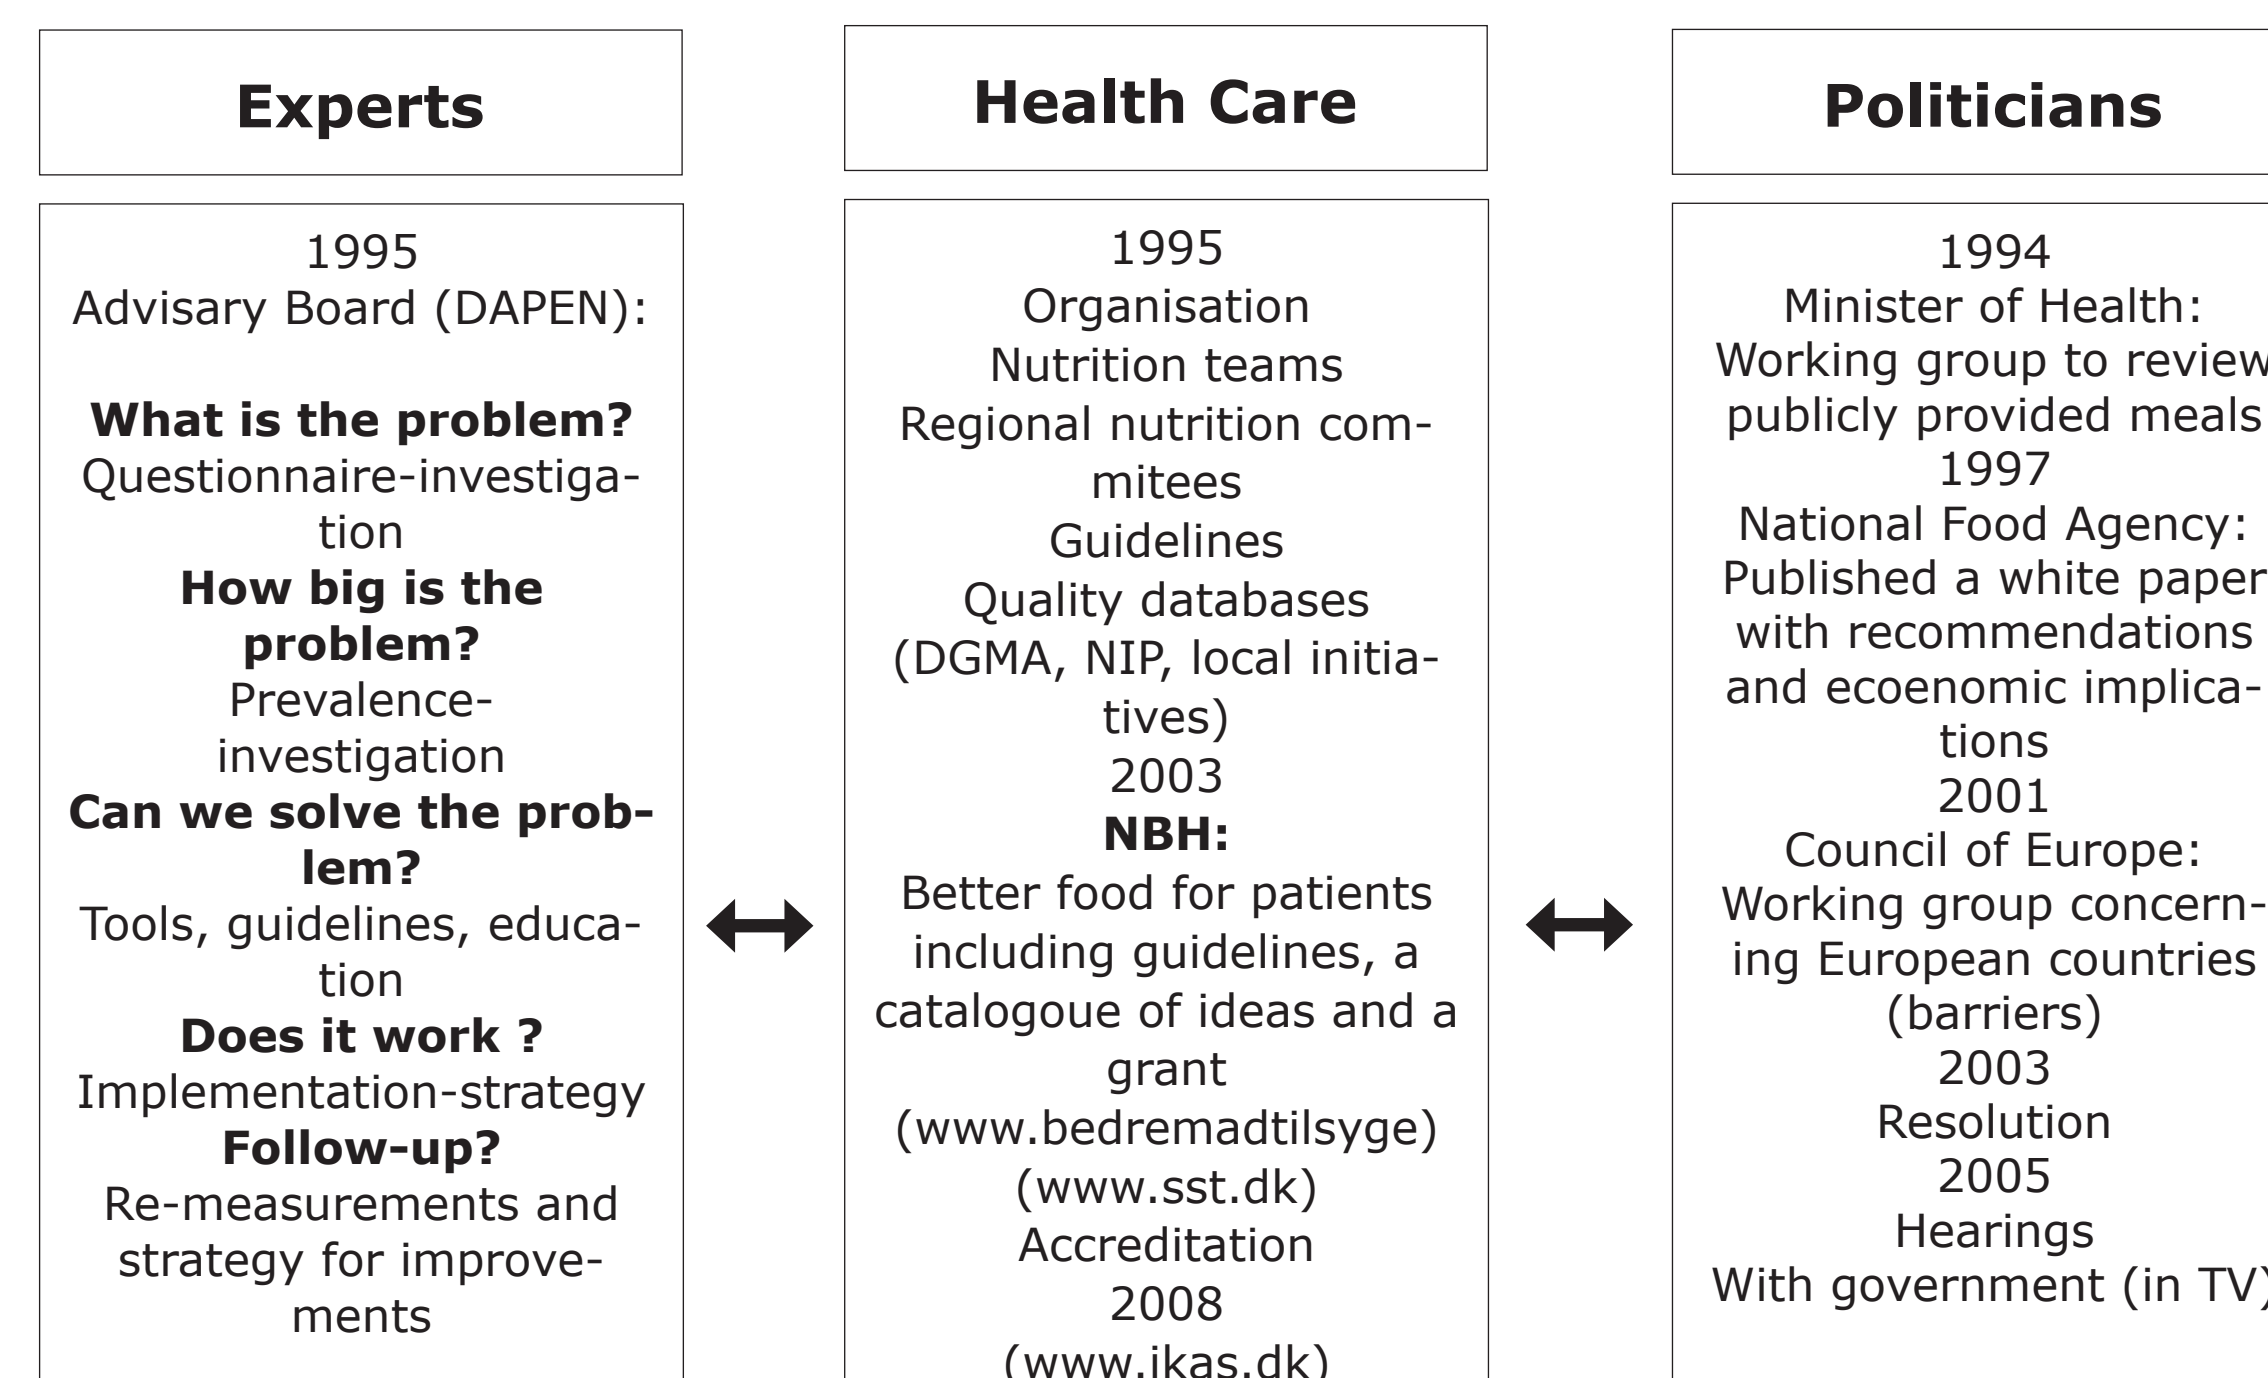 Experts
1995
Advisary Board (DAPEN):
What is the problem?
Questionnaire-investiga-
tion
How big is the
problem?
Prevalence-
investigation
Can we solve the prob-
lem?
Tools, guidelines, educa-
tion
Does it work ?
Implementation-strategy
Follow-up?
Re-measurements and
strategy for improve-
ments
Health Care
1995
Organisation
Nutrition teams
Regional nutrition com-
mitees
Guidelines
Quality databases
(DGMA, NIP, local initia-
tives)
2003
NBH:
Better food for patients
including guidelines, a
catalogoue of ideas and a
grant
(www.bedremadtilsyge)
(www.sst.dk)
Accreditation
2008
(www.ikas.dk)
Politicians
1994
Minister of Health:
Working group to review
publicly provided meals
1997
National Food Agency:
Published a white paper
with recommendations
and ecoenomic implica-
tions
2001
Council of Europe:
Working group concern-
ing European countries
(barriers)
2003
Resolution
2005
Hearings
With government (in TV)